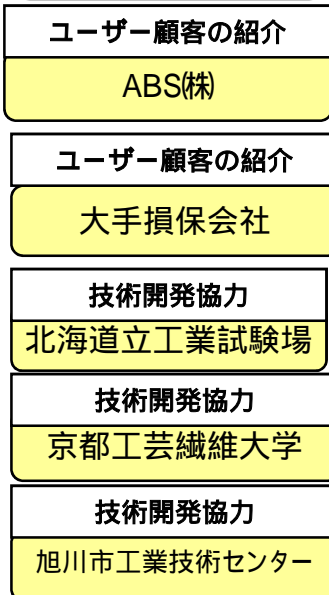 ユーザー顧客の紹介
ABS㈱
ユーザー顧客の紹介
大手損保会社
技術開発協力
北海道立工業試験場
技術開発協力
京都工芸繊維大学
技術開発協力
旭川市工業技術センター